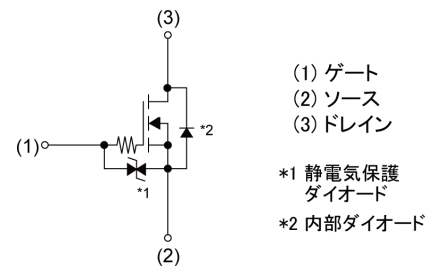 (3)
(1)
*2
*1
(2)
(1) ゲート
(2) ソース
(3) ドレイン
*1 静電気保護
ダイオード
*2 内部ダイオード